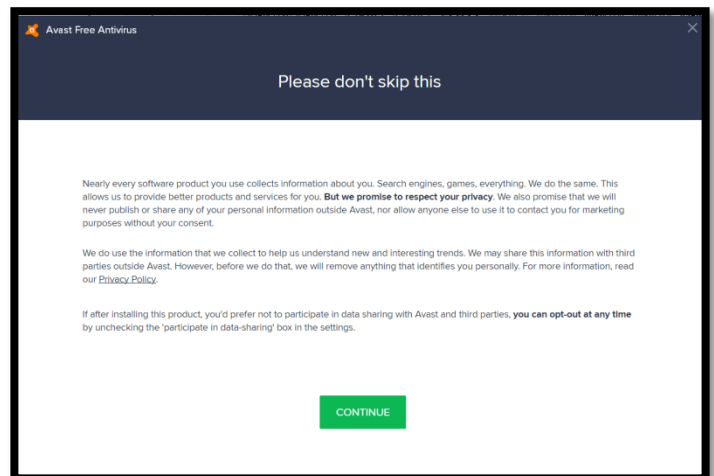 Avast Free Antivirus
Please don't skip this
Nearly every software product you use collects information about you. Search engines, games, everything. We do the same. This
allows us to provide better products and services for you. But we promise to respect your privacy. We also promise that we will
never publish or share any of your personal information outside Avast, nor allow anyone else to use it to contact you for marketing
purposes without your consent.
We do use the information that we collect to help us understand new and interesting trends. We may share this information with third
parties outside Avast. However, before we do that, we will remove anything that identifies you personally. For more information, read
our Privacy Policy.
If after installing this product, you'd prefer not to participate in data sharing with Avast and third parties, you can opt-out at any time
by unchecking the 'participate in data-sharing' box in the settings.
CONTINUE